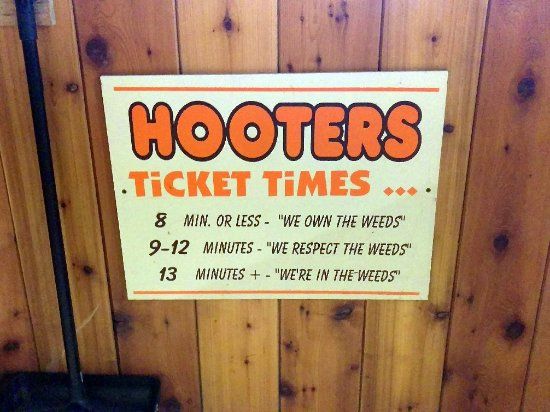 HOOTERS
TiCKET TiMES ...
8 MIN. OR LESS - "WE OWN THE WEEDS"
9-12 MINUTES - "WE RESPECT THE WEEDS"
13 MINUTES + - "WE'RE IN THE WEEDS"